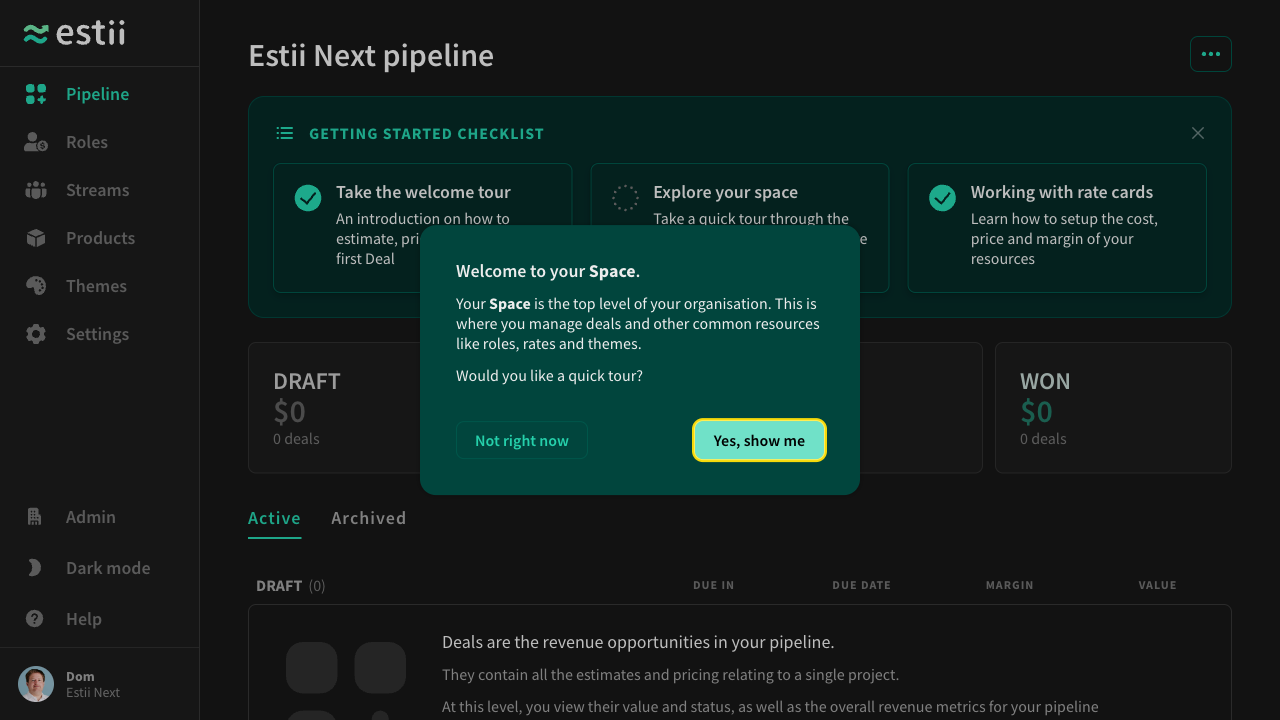 estii
Pipeline
Roles
Streams
Products
Themes
Settings
Admin
Dark mode
Help
Dom
Estii Next
Estii Next pipeline
GETTING STARTED CHECKLIST
Take the welcome tour
An introduction on how to
estimate, pri
first Deal
Explore your space
Take a quick tour through the
e
Working with rate cards
Learn how to setup the cost,
price and margin of your
resources
Welcome to your Space.
Your Space is the top level of your organisation. This is
where you manage deals and other common resources
like roles, rates and themes.
Would you like a quick tour?
Not right now
Yes, show me
DRAFT
$0
0 deals
WON
$0
0 deals
Active
Archived
DRAFT (0)
DUE IN
DUE DATE
MARGIN
VALUE
Deals are the revenue opportunities in your pipeline.
They contain all the estimates and pricing relating to a single project.
At this level, you view their value and status, as well as the overall revenue metrics for your pipeline